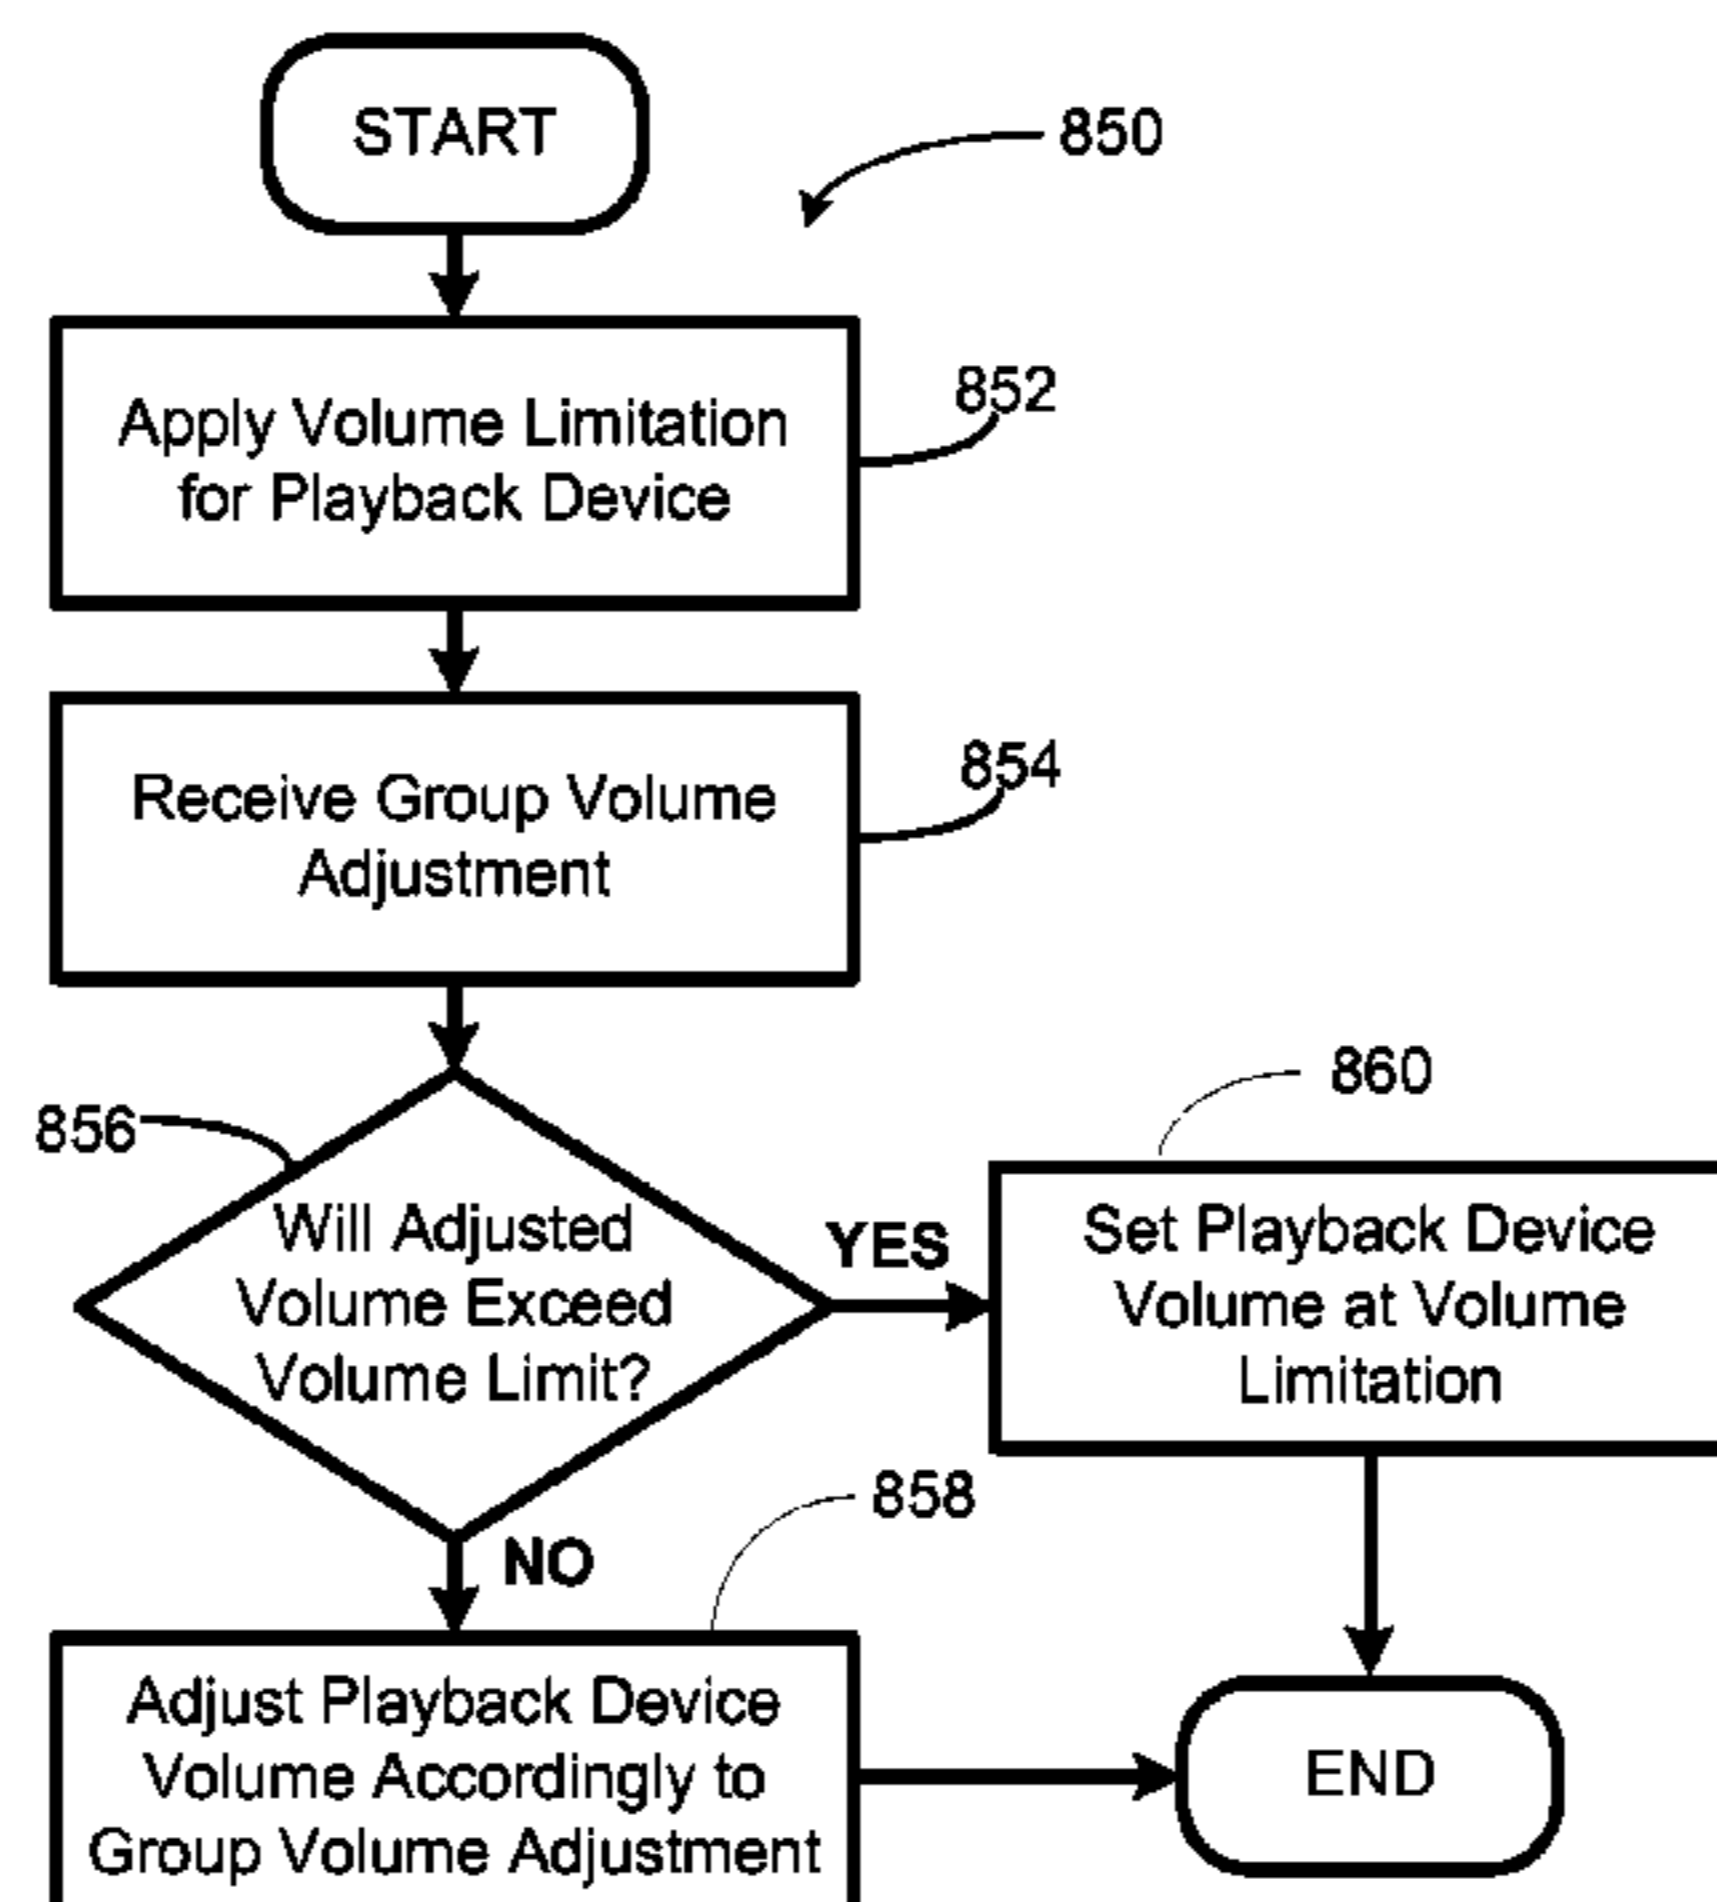 START
850
Apply Volume Limitation
for Playback Device
852
Receive Group Volume
Adjustment
854
856
Will Adjusted
Volume Exceed
Volume Limit?
YES
860
Set Playback Device
Volume at Volume
Limitation
NO
858
Adjust Playback Device
Volume Accordingly to
Group Volume Adjustment
END